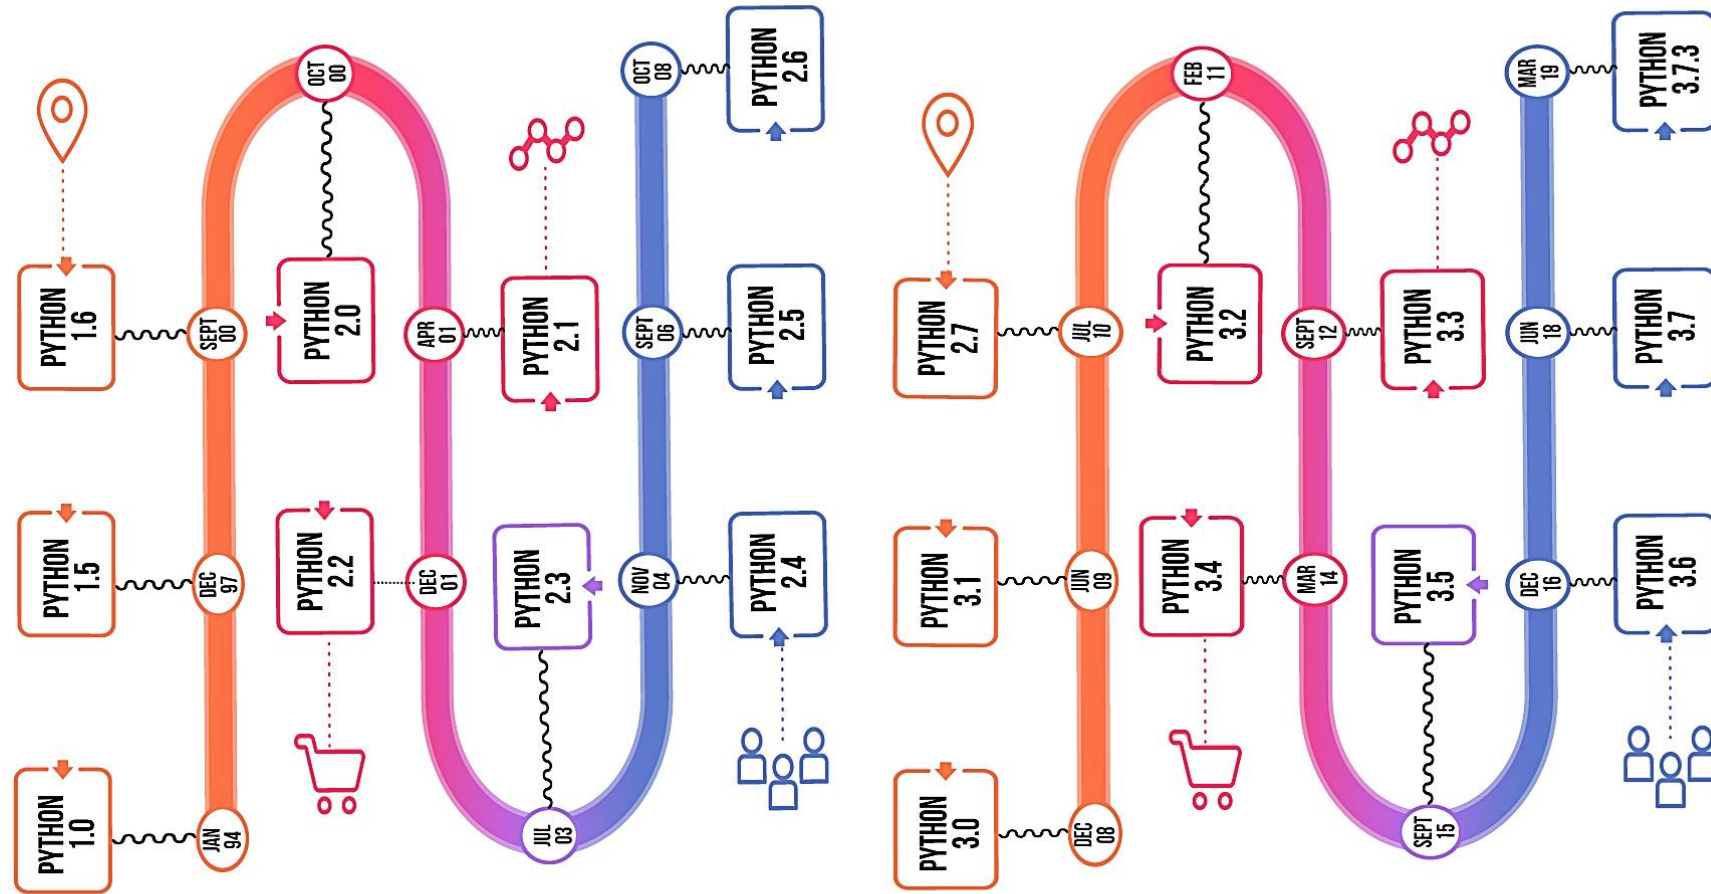 PYTHON
1.0
JAN
94
PYTHON
1.5
DEC
97
PYTHON
1.6
SEPT
00
PYTHON
2.0
OCT
00
PYTHON
2.1
APR
01
PYTHON
2.2
DEC
01
PYTHON
2.3
JUL
03
PYTHON
2.4
NOV
04
PYTHON
2.5
SEPT
06
PYTHON
2.6
OCT
08
PYTHON
3.0
DEC
08
PYTHON
3.1
JUN
09
PYTHON
2.7
JUL
10
PYTHON
3.2
FEB
11
PYTHON
3.3
SEPT
12
PYTHON
3.4
MAR
14
PYTHON
3.5
SEPT
15
PYTHON
3.6
DEC
16
PYTHON
3.7
JUN
18
PYTHON
3.7.3
MAR
19